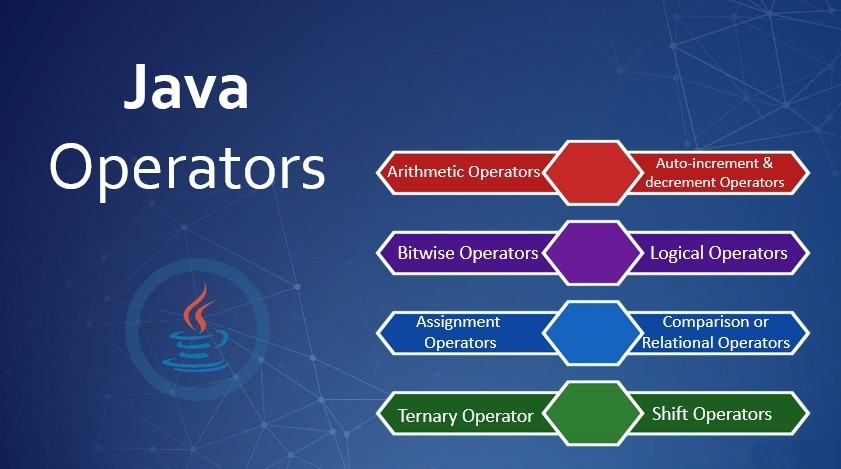 Java
Operators
Arithmetic Operators
Auto-increment &
decrement Operators
Bitwise Operators
Logical Operators
Assignment
Operators
Comparison or
Relational Operators
Ternary Operator
Shift Operators